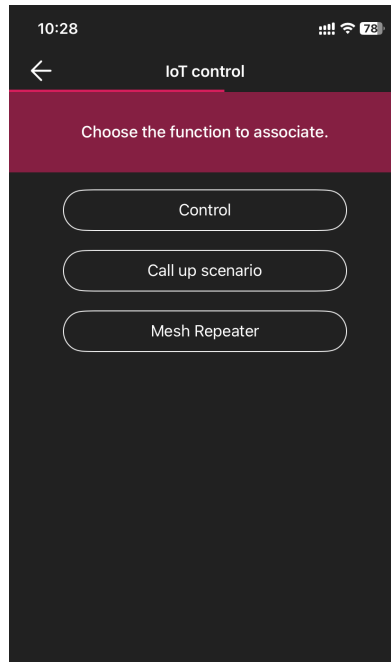 10:28
78
IoT control
Choose the function to associate.
Control
Call up scenario
Mesh Repeater